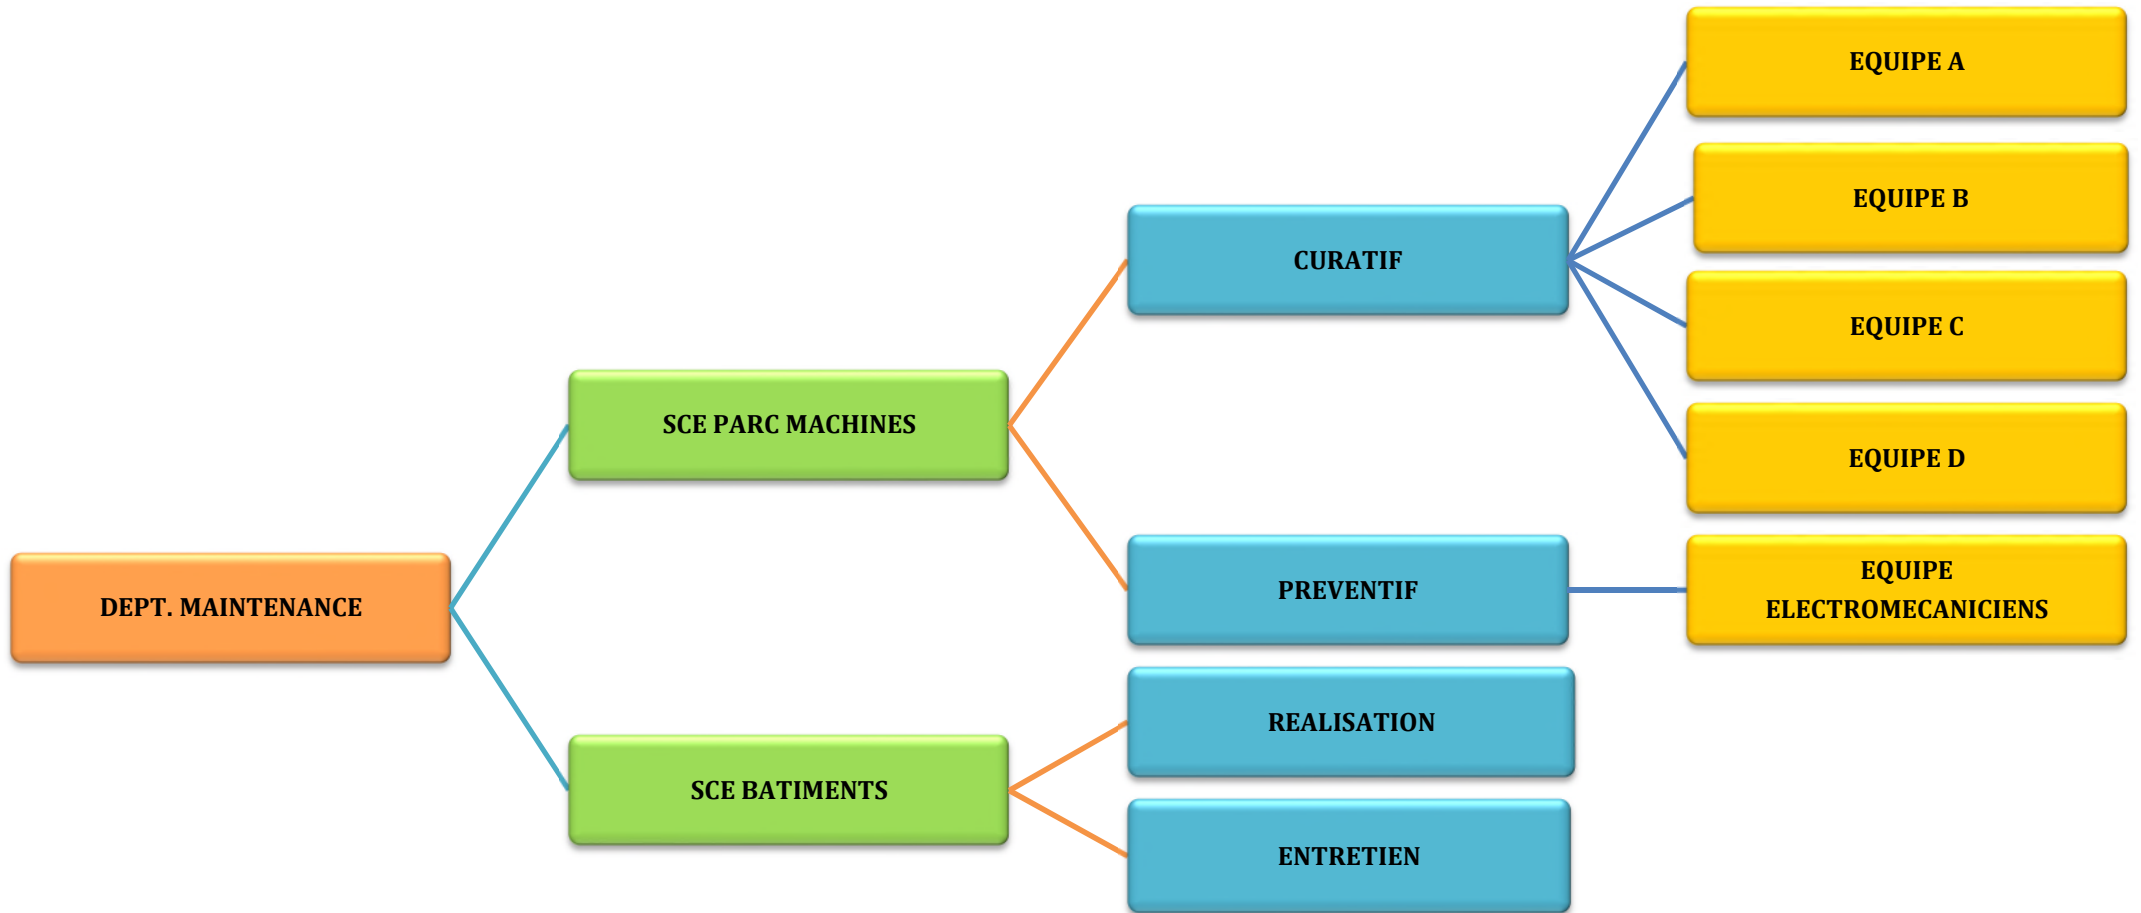 EQUIPE A
EQUIPE B
CURATIF
EQUIPE C
SCE PARC MACHINES
EQUIPE D
EQUIPE
ELECTROMECANICIENS
PREVENTIF
DEPT. MAINTENANCE
REALISATION
SCE BATIMENTS
ENTRETIEN